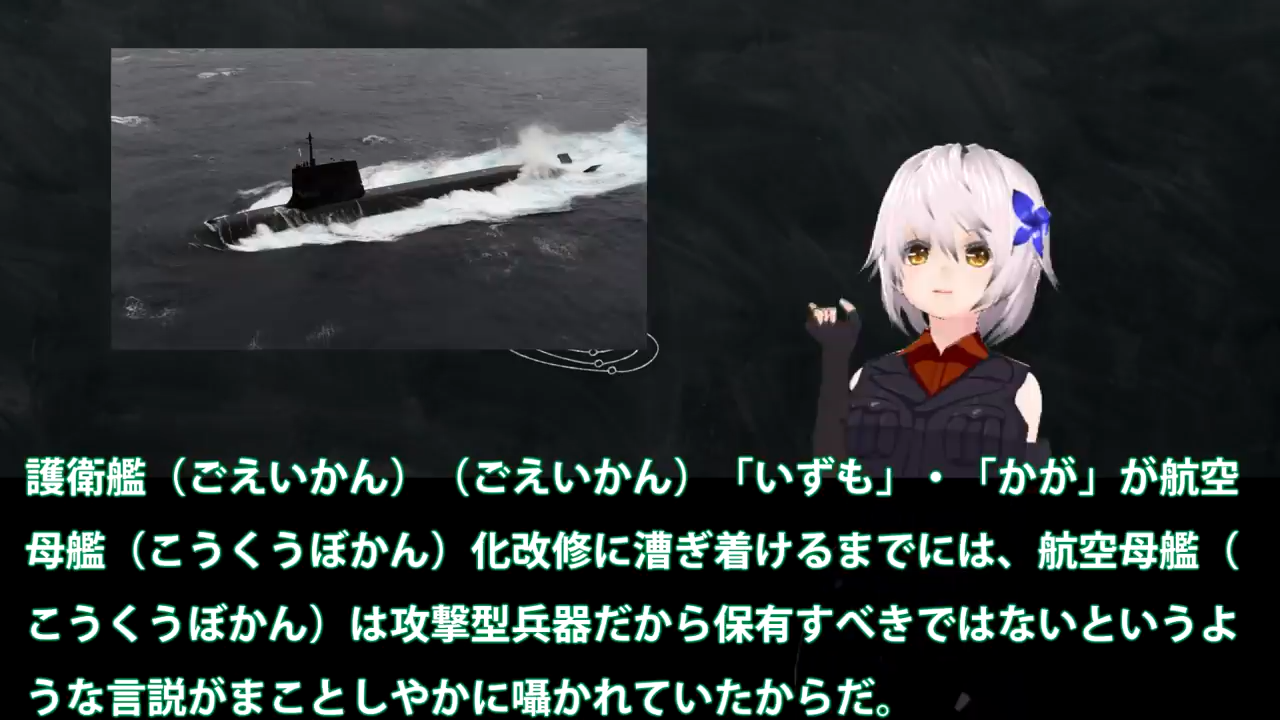 護衛艦（ごえいかん）（ごえいかん）「いずも」・「かが」が航空
母艦（こうくうぼかん）化改修に漕ぎ着けるまでには、航空母艦（
こうくうぼかん）は攻撃型兵器だから保有すべきではないというよ
うな言説がまことしやかに囁かれていたからだ。